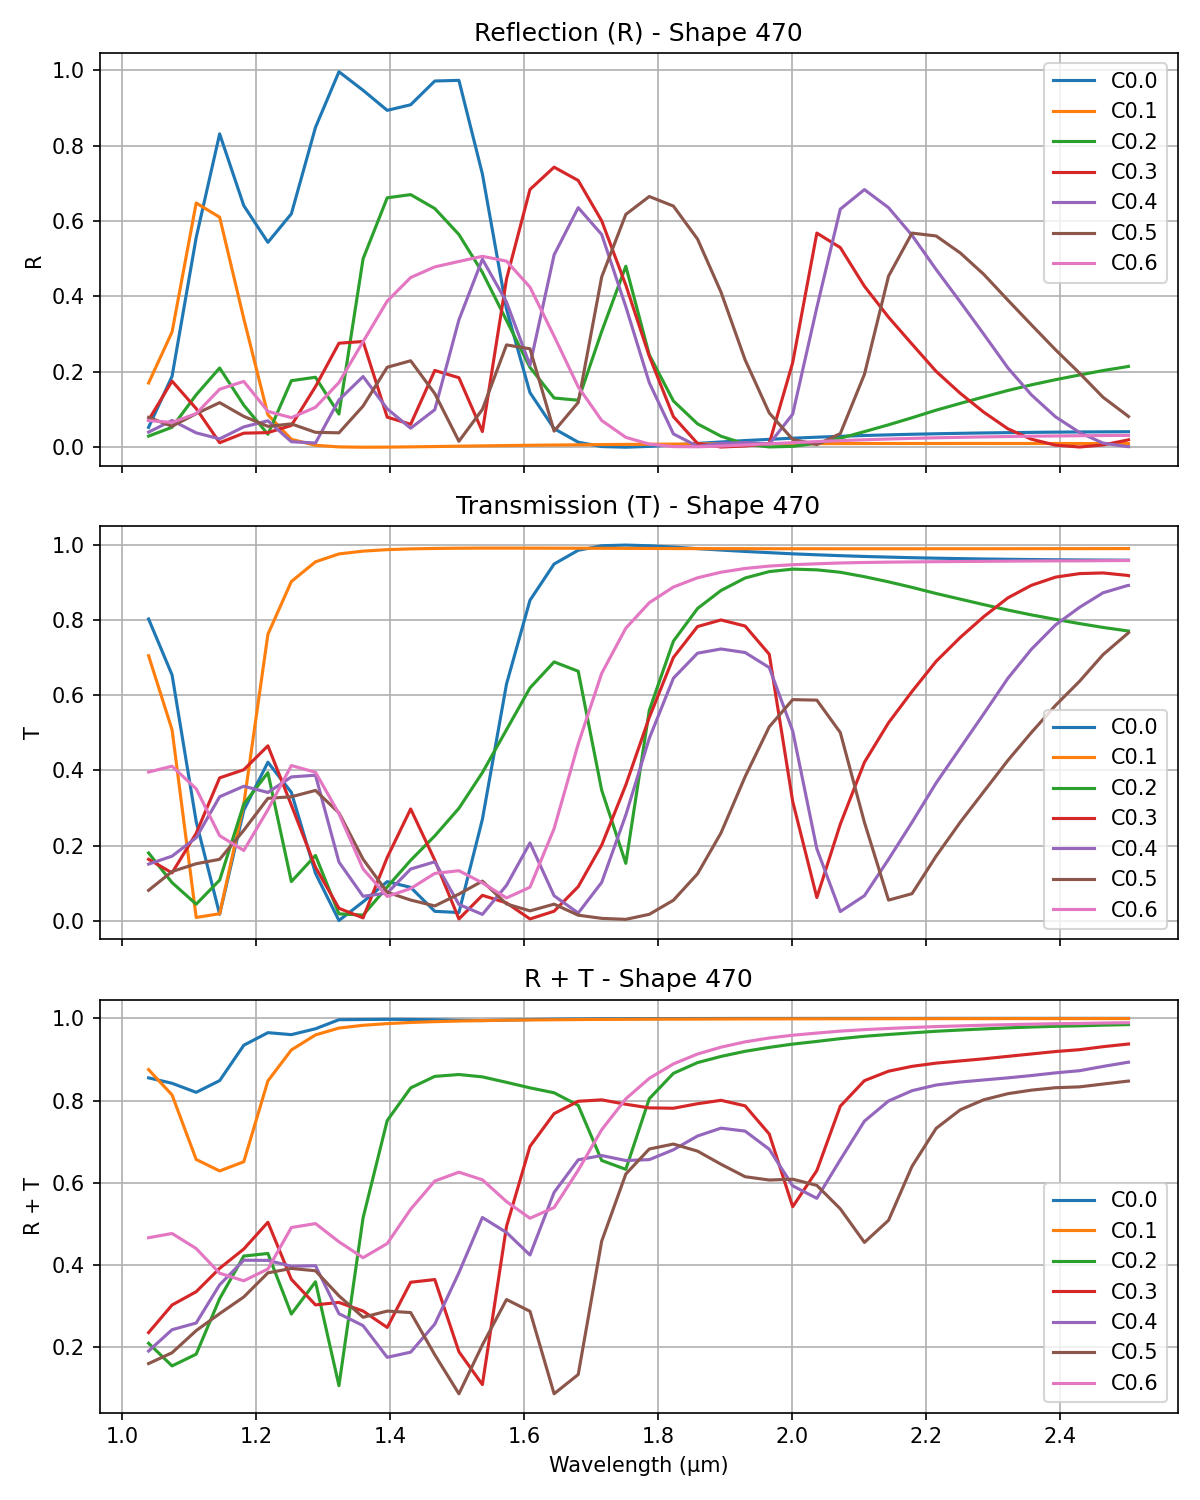 Reflection (R) - Shape 470
1.0
0.8
0.6
0.4
0.2
0.0
R
C0.0
C0.1
C0.2
C0.3
C0.4
C0.5
C0.6
Transmission (T) - Shape 470
1.0
0.8
0.6
0.4
0.2
0.0
T
C0.0
C0.1
C0.2
C0.3
C0.4
C0.5
C0.6
R + T - Shape 470
1.0
0.8
0.6
0.4
0.2
R + T
C0.0
C0.1
C0.2
C0.3
C0.4
C0.5
C0.6
1.0 1.2 1.4 1.6 1.8 2.0 2.2 2.4
Wavelength (µm)